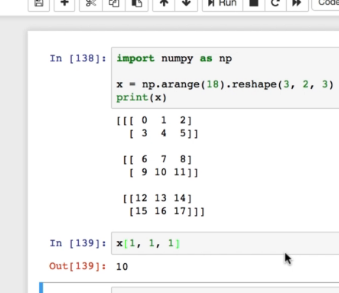 Run
Code
In [138]: import numpy as np
x = np.arange(18).reshape(3, 2, 3)
print(x)
[[[ 0 1 2]
[ 3 4 5]]
[[ 6 7 8]
[ 9 10 11]]
[[12 13 14]
[15 16 17]]]
In [139]: x[1, 1, 1]
Out[139]: 10